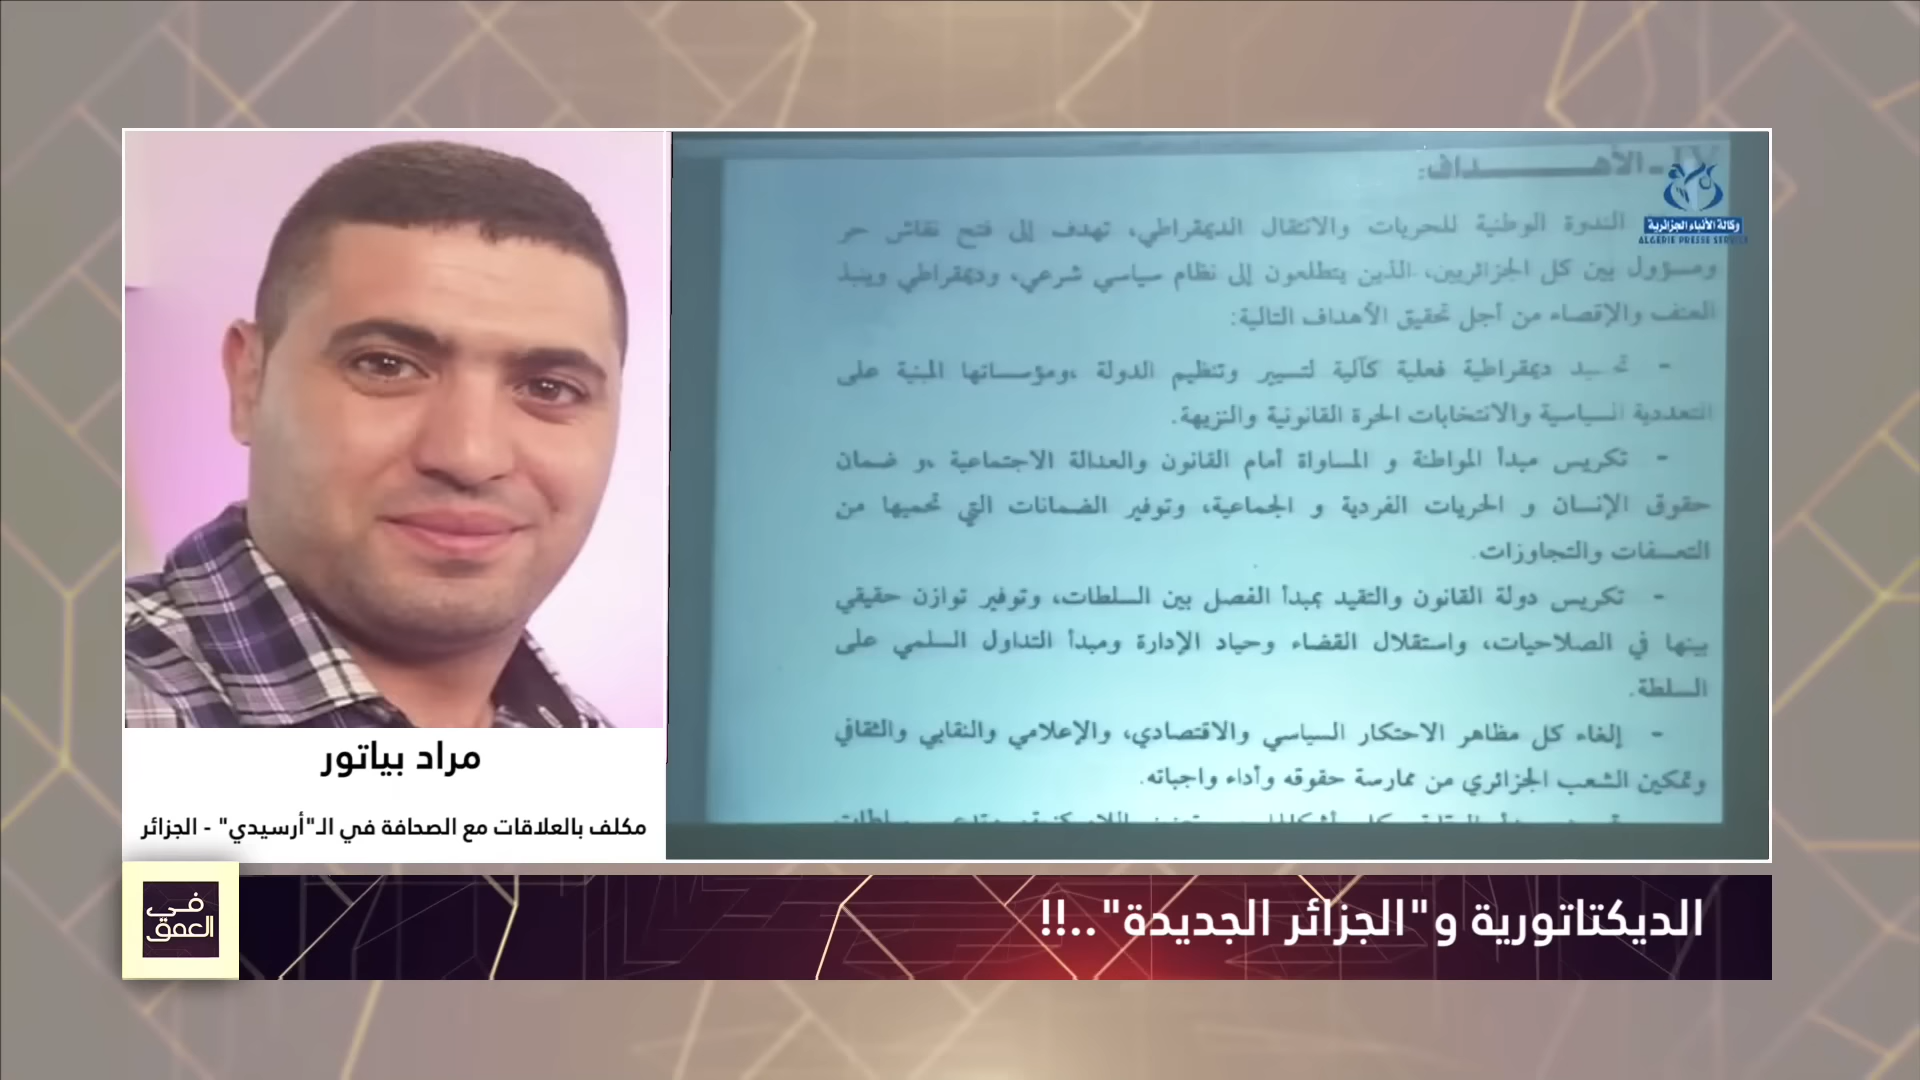 IV - الأهــــــداف:
وكالة الأنباء الجزائرية
ALGERIE PRESSE SERVICE
الندوة الوطنية للحريات والانتقال الديمقراطي، تهدف إلى فتح نقاش حر
ومسؤول بين كل الجزائريين، الذين يتطلعون إلى نظام سياسي شرعي، وديمقراطي وينبذ
العنف والإقصاء من أجل تحقيق الأهداف التالية:
- تجسيد ديمقراطية فعلية كآلية لتسيير وتنظيم الدولة ،ومؤسساتها المبنية على
التعددية السياسية والانتخابات الحرة القانونية والنزيهة.
- تكريس مبدأ المواطنة و المساواة أمام القانون والعدالة الاجتماعية ،و ضمان
حقوق الإنسان و الحريات الفردية و الجماعية، وتوفير الضمانات التي تحميها من
التعسفات والتجاوزات.
- تكريس دولة القانون والتقيد بمبدأ الفصل بين السلطات، وتوفير توازن حقيقي
بينها في الصلاحيات، واستقلال القضاء وحياد الإدارة ومبدأ التداول السلمي على
السلطة.
- إلغاء كل مظاهر الاحتكار السياسي والاقتصادي، والإعلامي والنقابي والثقافي
وتمكين الشعب الجزائري من ممارسة حقوقه وأداء واجباته.
مراد بياتور
مكلف بالعلاقات مع الصحافة في الـ"أرسيدي" - الجزائر
في
العمق
الديكتاتورية و"الجزائر الجديدة"..!!